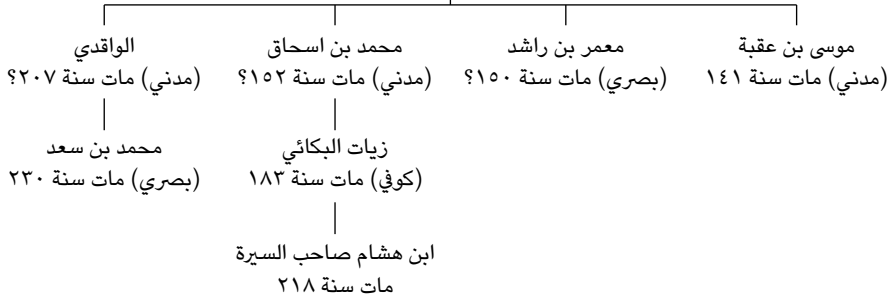 موسى بن عقبة
(مدني) مات سنة ١٤١
معمر بن راشد
(بصري) مات سنة ١٥٠؟
محمد بن اسحاق
(مدني) مات سنة ١٥٢؟
الواقدي
(مدني) مات سنة ٢٠٧؟
زيات البكائي
(كوفي) مات سنة ١٨٣
محمد بن سعد
(بصري) مات سنة ٢٣٠
ابن هشام صاحب السيرة
مات سنة ٢١٨